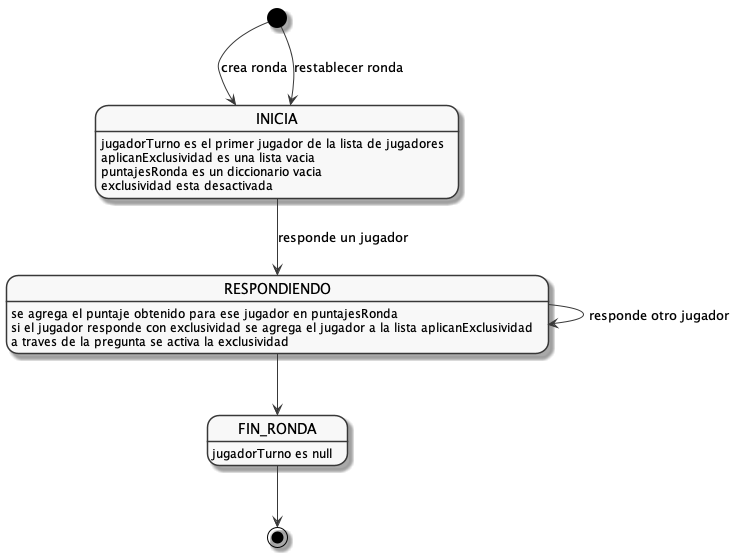 crea ronda
restablecer ronda
INICIA
jugadorTurno es el primer jugador de la lista de jugadores
aplicanExclusividad es una lista vacia
puntajesRonda es un diccionario vacia
exclusividad esta desactivada
responde un jugador
RESPONDIENDO
se agrega el puntaje obtenido para ese jugador en puntajesRonda
si el jugador responde con exclusividad se agrega el jugador a la lista aplicanExclusividad
a traves de la pregunta se activa la exclusividad
responde otro jugador
FIN_RONDA
jugadorTurno es null